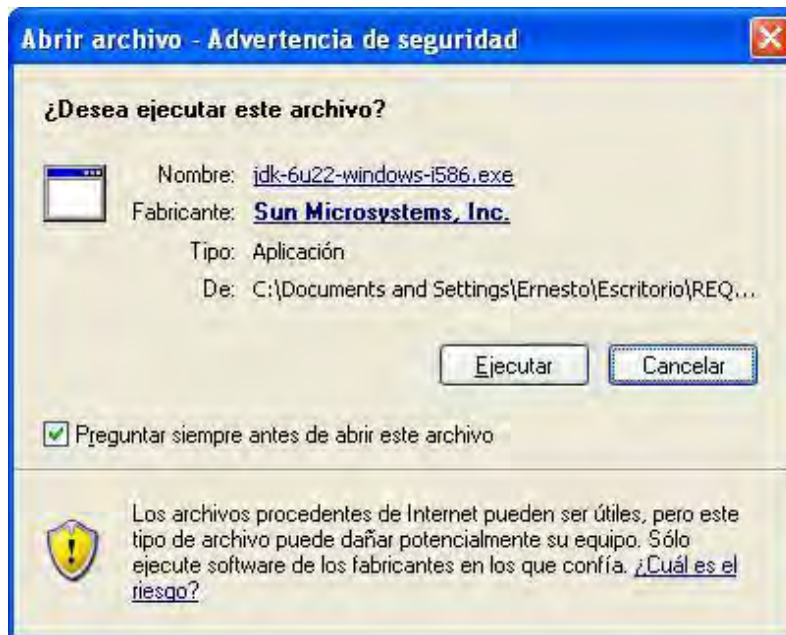 Abrir archivo - Advertencia de seguridad
¿Desea ejecutar este archivo?
Nombre: jdk-6u22-windows-i586.exe
Fabricante: Sun Microsystems, Inc.
Tipo: Aplicación
De: C:\Documents and Settings\Ernesto\Escritorio\REQ...
Ejecutar Cancelar
Preguntar siempre antes de abrir este archivo
Los archivos procedentes de Internet pueden ser útiles, pero este
tipo de archivo puede dañar potencialmente su equipo. Sólo
ejecute software de los fabricantes en los que confía. ¿Cuál es el
riesgo?